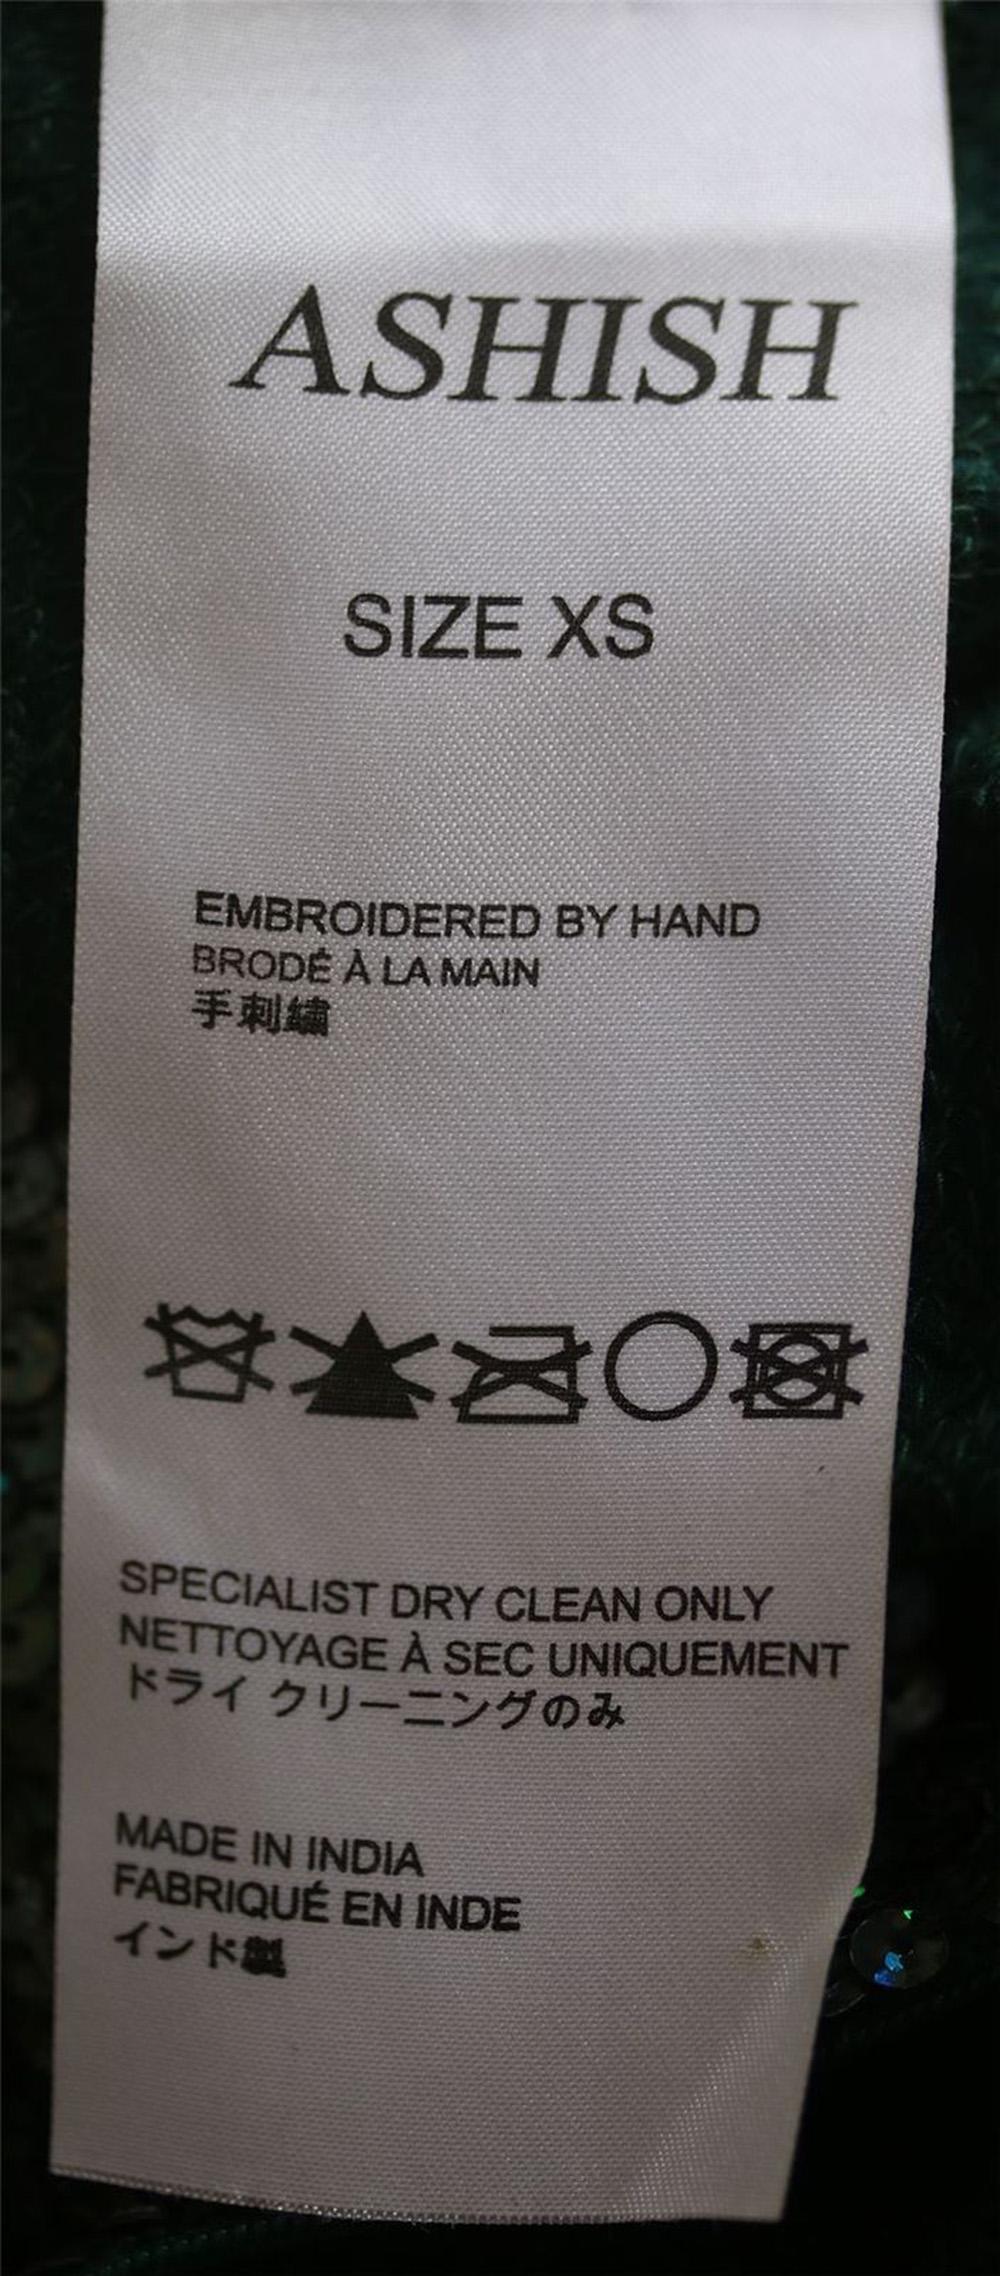 ASHISH
SIZE XS
EMBROIDERED BY HAND
BRODÉ À LA MAIN
手刺繍
SPECIALIST DRY CLEAN ONLY
NETTOYAGE À SEC UNIQUEMENT
ドライ クリーニングのみ
MADE IN INDIA
FABRIQUÉ EN INDE
インド製